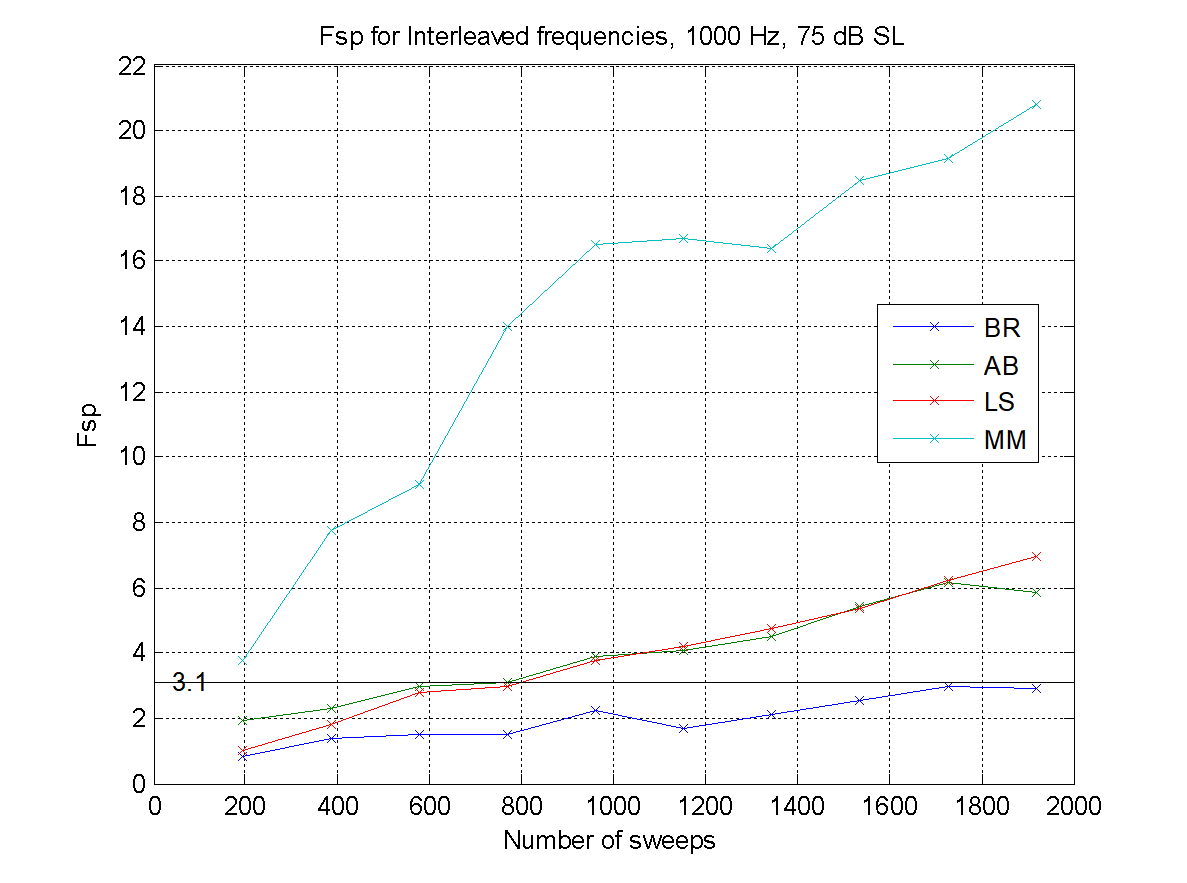 Fsp for Interleaved frequencies, 1000 Hz, 75 dB SL
22
20
18
16
14
12
10
8
6
4
2
0
Fsp
3.1
BR
AB
LS
MM
0 200 400 600 800 1000 1200 1400 1600 1800 2000
Number of sweeps